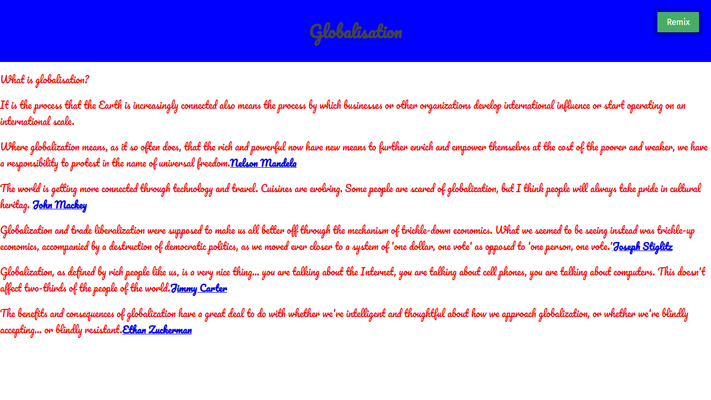 Globalisation
Remix
What is globalisation?
It is the process that the Earth is increasingly connected also means the process by which businesses or other organizations develop international influence or start operating on an
international scale.
Where globalization means, as it so often does, that the rich and powerful now have new means to further enrich and empower themselves at the cost of the poorer and weaker, we have
a responsibility to protest in the name of universal freedom.Nelson Mandela
The world is getting more connected through technology and travel. Cuisines are evolving. Some people are scared of globalization, but I think people will always take pride in cultural
heritag. John Mackey
Globalization and trade liberalization were supposed to make us all better off through the mechanism of trickle-down economics. What we seemed to be seeing instead was trickle-up
economics, accompanied by a destruction of democratic politics, as we moved ever closer to a system of 'one dollar, one vote' as opposed to 'one person, one vote.'Joseph Stiglitz
Globalization, as defined by rich people like us, is a very nice thing... you are talking about the Internet, you are talking about cell phones, you are talking about computers. This doesn't
affect two-thirds of the people of the world.Jimmy Carter
The benefits and consequences of globalization have a great deal to do with whether we're intelligent and thoughtful about how we approach globalization, or whether we're blindly
accepting... or blindly resistant.Ethan Zuckerman